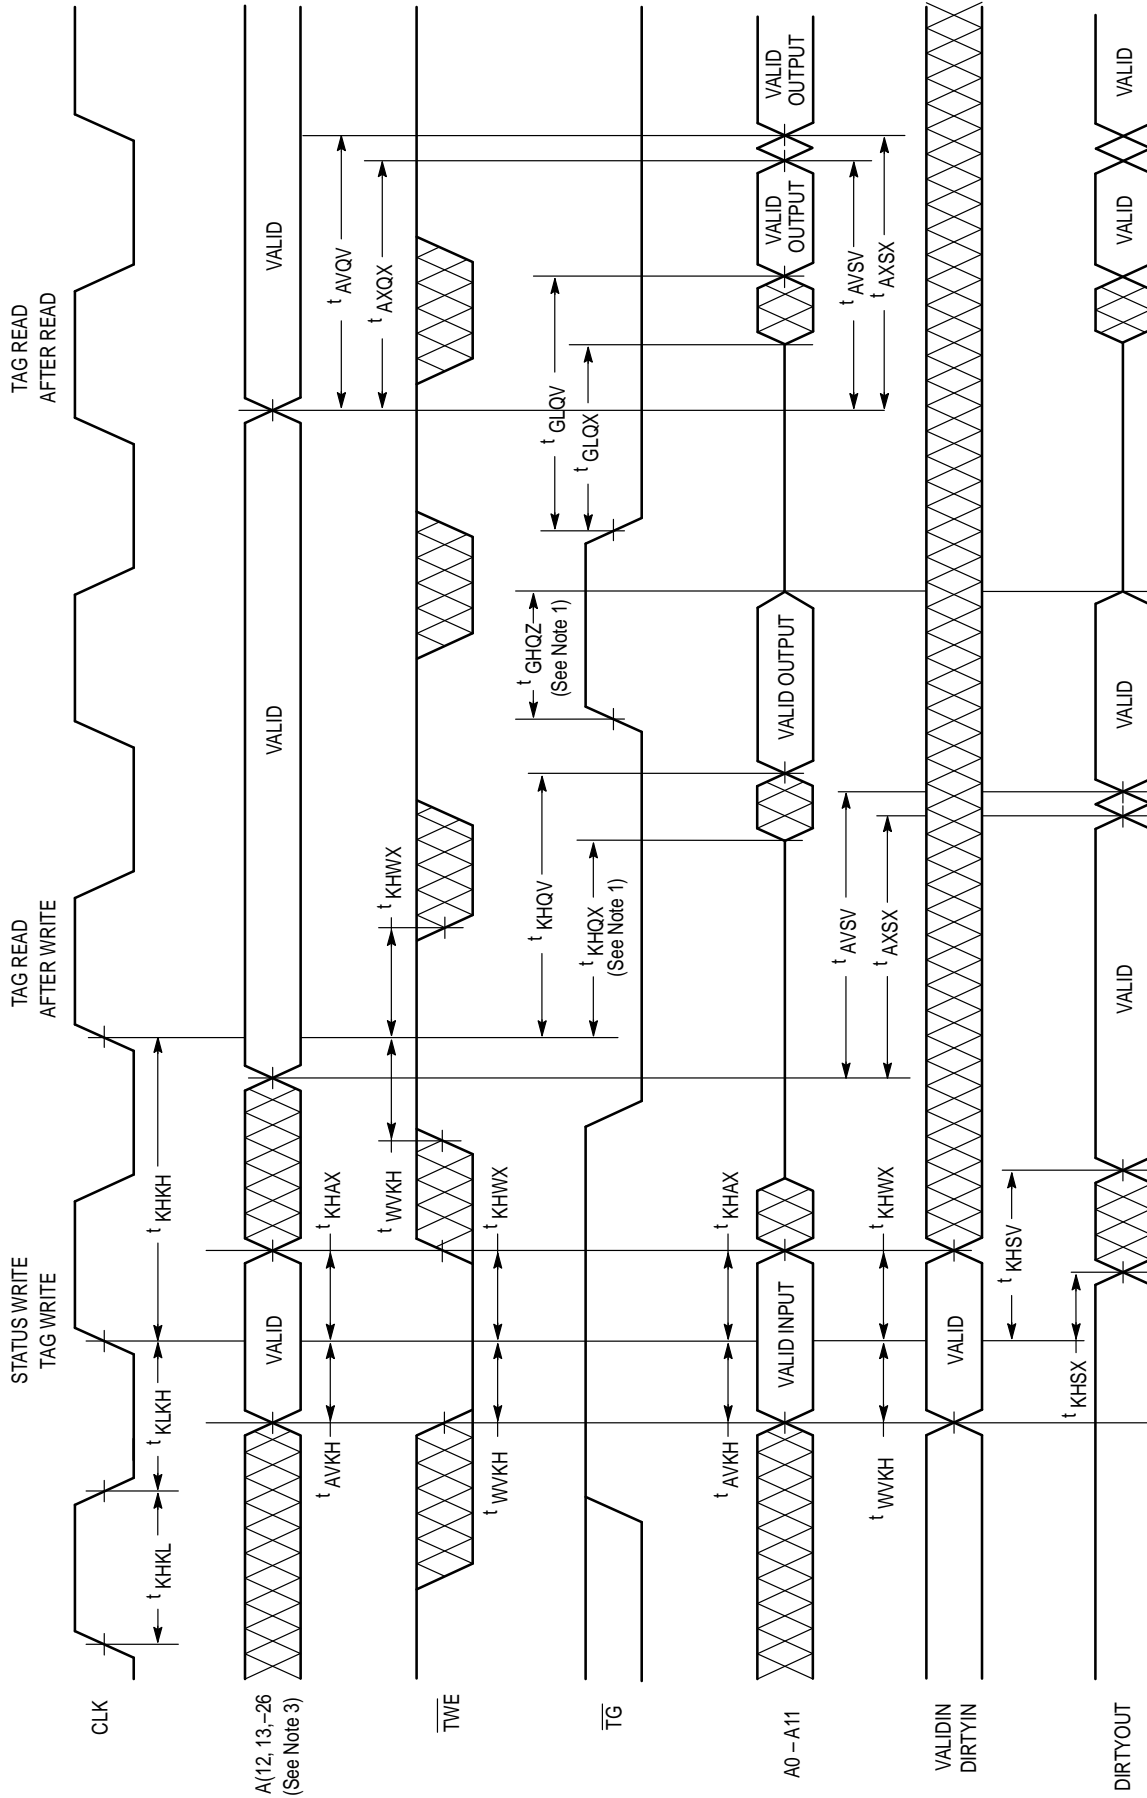 STATUS WRITE
TAG WRITE
TAG READ
AFTER WRITE
TAG READ
AFTER READ
CLK
t KHKL
t KLKH
t KHKH
A(12, 13,–26
(See Note 3)
VALID
VALID
VALID
t AVKH
t KHAX
t AVQV
t AXQX
TWE
t WVKH
t KHWX
t WVKH
t KHWX
TG
t KHQV
t KHQX
(See Note 1)
t GHQZ
(See Note 1)
t GLQV
t GLQX
t AVKH
t KHAX
A0 – A11
VALID INPUT
VALID OUTPUT
VALID
OUTPUT
VALID
OUTPUT
t WVKH
t KHWX
t AVSV
t AXSX
t AVSV
t AXSX
VALIDIN
DIRTYIN
VALID
t KHSV
t KHSX
DIRTYOUT
VALID
VALID
VALID
VALID